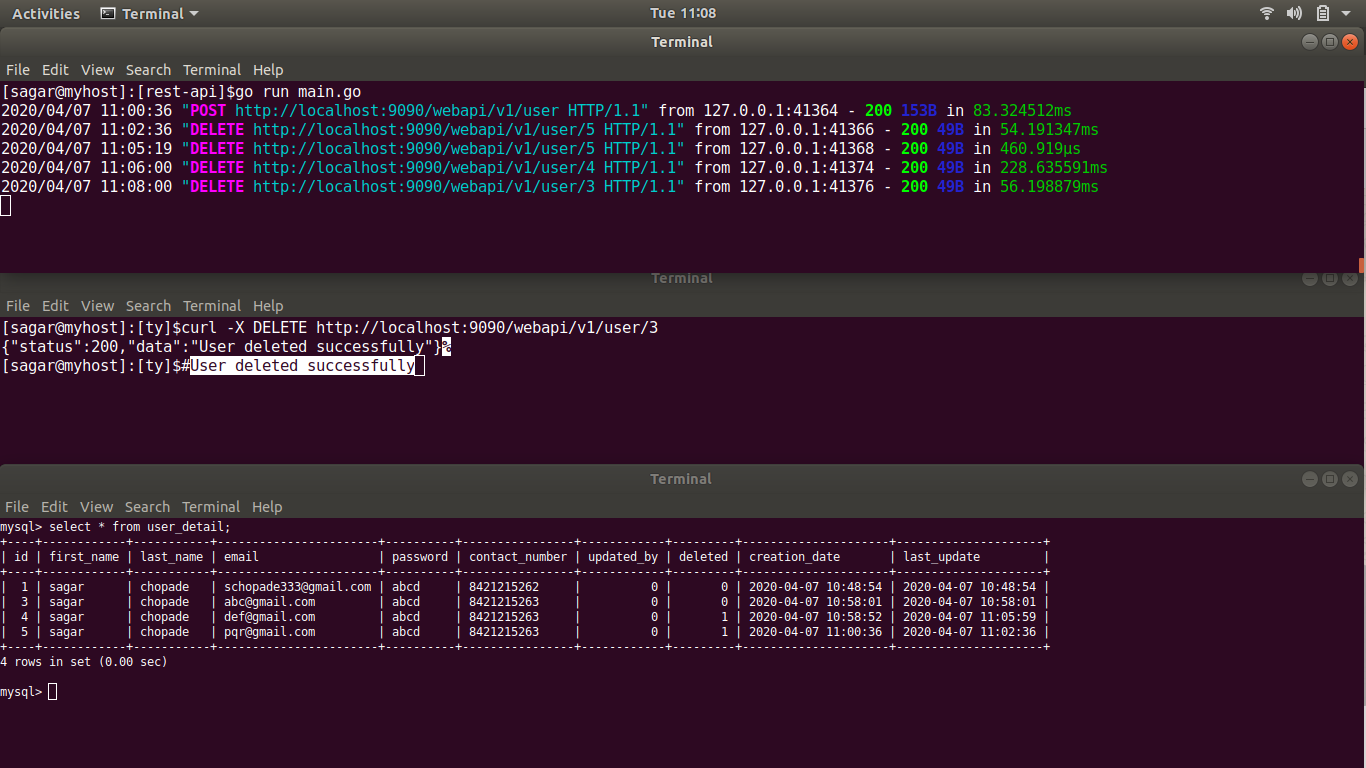 Activities Terminal Tue 11:08
Terminal
File Edit View Search Terminal Help
[sagar@myhost]:[rest-api]$go run main.go
2020/04/07 11:00:36 "POST http://localhost:9090/webapi/v1/user HTTP/1.1" from 127.0.0.1:41364 - 200 153B in 83.324512ms
2020/04/07 11:02:36 "DELETE http://localhost:9090/webapi/v1/user/5 HTTP/1.1" from 127.0.0.1:41366 - 200 49B in 54.191347ms
2020/04/07 11:05:19 "DELETE http://localhost:9090/webapi/v1/user/5 HTTP/1.1" from 127.0.0.1:41368 - 200 49B in 460.919µs
2020/04/07 11:06:00 "DELETE http://localhost:9090/webapi/v1/user/4 HTTP/1.1" from 127.0.0.1:41374 - 200 49B in 228.635591ms
2020/04/07 11:08:00 "DELETE http://localhost:9090/webapi/v1/user/3 HTTP/1.1" from 127.0.0.1:41376 - 200 49B in 56.198879ms
Terminal
File Edit View Search Terminal Help
[sagar@myhost]:[ty]$curl -X DELETE http://localhost:9090/webapi/v1/user/3
{"status":200,"data":"User deleted successfully"}%
[sagar@myhost]:[ty]$#User deleted successfully
Terminal
File Edit View Search Terminal Help
mysql> select * from user_detail;
+----+------------+-----------+-----------------------+----------+----------------+------------+---------+---------------------+---------------------+
| id | first_name | last_name | email                 | password | contact_number | updated_by | deleted | creation_date       | last_update         |
+----+------------+-----------+-----------------------+----------+----------------+------------+---------+---------------------+---------------------+
|  1 | sagar      | chopade   | schopade333@gmail.com | abcd     | 8421215262     |          0 |       0 | 2020-04-07 10:48:54 | 2020-04-07 10:48:54 |
|  3 | sagar      | chopade   | abc@gmail.com         | abcd     | 8421215263     |          0 |       0 | 2020-04-07 10:58:01 | 2020-04-07 10:58:01 |
|  4 | sagar      | chopade   | def@gmail.com         | abcd     | 8421215263     |          0 |       1 | 2020-04-07 10:58:52 | 2020-04-07 11:05:59 |
|  5 | sagar      | chopade   | pqr@gmail.com         | abcd     | 8421215263     |          0 |       1 | 2020-04-07 11:00:36 | 2020-04-07 11:02:36 |
+----+------------+-----------+-----------------------+----------+----------------+------------+---------+---------------------+---------------------+
4 rows in set (0.00 sec)
mysql>